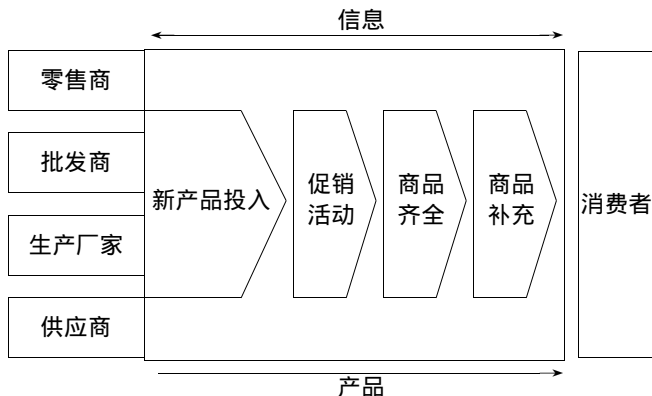 信息
零售商
批发商
生产厂家
供应商
新产品投入
促销
活动
商品
齐全
商品
补充
消费者
产品